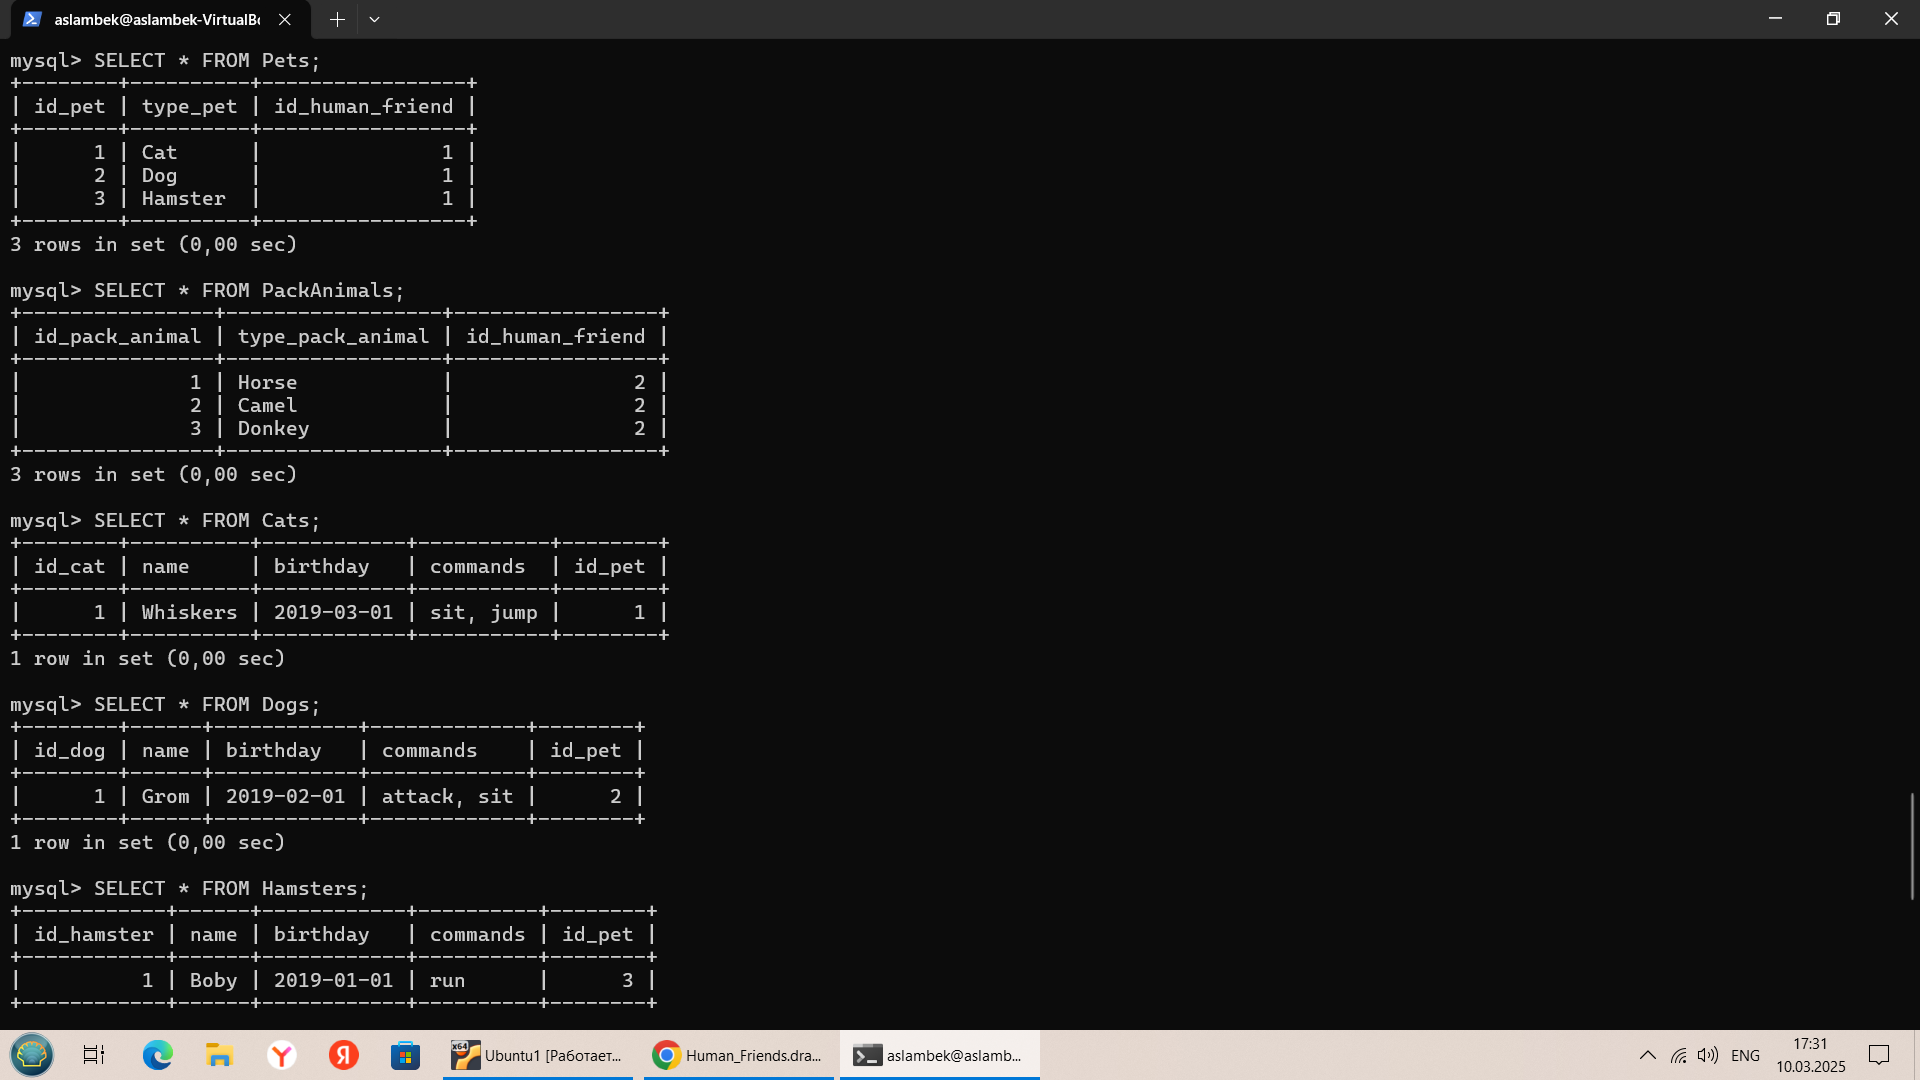 aslambek@aslambek-VirtualBo
mysql> SELECT * FROM Pets;
+--------+----------+-----------------+
| id_pet | type_pet | id_human_friend |
+--------+----------+-----------------+
|      1 | Cat      |               1 |
|      2 | Dog      |               1 |
|      3 | Hamster  |               1 |
+--------+----------+-----------------+
3 rows in set (0,00 sec)
mysql> SELECT * FROM PackAnimals;
+----------------+------------------+-----------------+
| id_pack_animal | type_pack_animal | id_human_friend |
+----------------+------------------+-----------------+
|              1 | Horse            |               2 |
|              2 | Camel            |               2 |
|              3 | Donkey           |               2 |
+----------------+------------------+-----------------+
3 rows in set (0,00 sec)
mysql> SELECT * FROM Cats;
+--------+----------+------------+-----------+--------+
| id_cat | name     | birthday   | commands  | id_pet |
+--------+----------+------------+-----------+--------+
|      1 | Whiskers | 2019-03-01 | sit, jump |      1 |
+--------+----------+------------+-----------+--------+
1 row in set (0,00 sec)
mysql> SELECT * FROM Dogs;
+--------+------+------------+-------------+--------+
| id_dog | name | birthday   | commands    | id_pet |
+--------+------+------------+-------------+--------+
|      1 | Grom | 2019-02-01 | attack, sit |      2 |
+--------+------+------------+-------------+--------+
1 row in set (0,00 sec)
mysql> SELECT * FROM Hamsters;
+------------+------+------------+----------+--------+
| id_hamster | name | birthday   | commands | id_pet |
+------------+------+------------+----------+--------+
|          1 | Boby | 2019-01-01 | run      |      3 |
+------------+------+------------+----------+--------+
Ubuntu1 [Работает...
Human_Friends.dra...
aslambek@aslamb...
ENG
17:31
10.03.2025